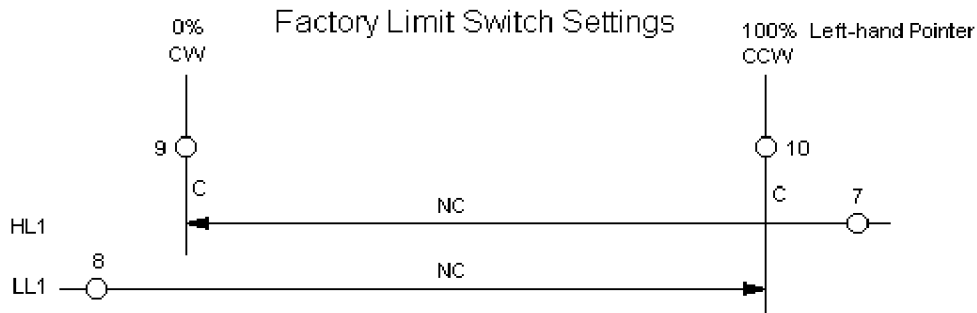 Factory Limit Switch Settings
0%
CW
100% Left-hand Pointer
CCW
9
10
C
C
7
NC
HL1
8
NC
LL1